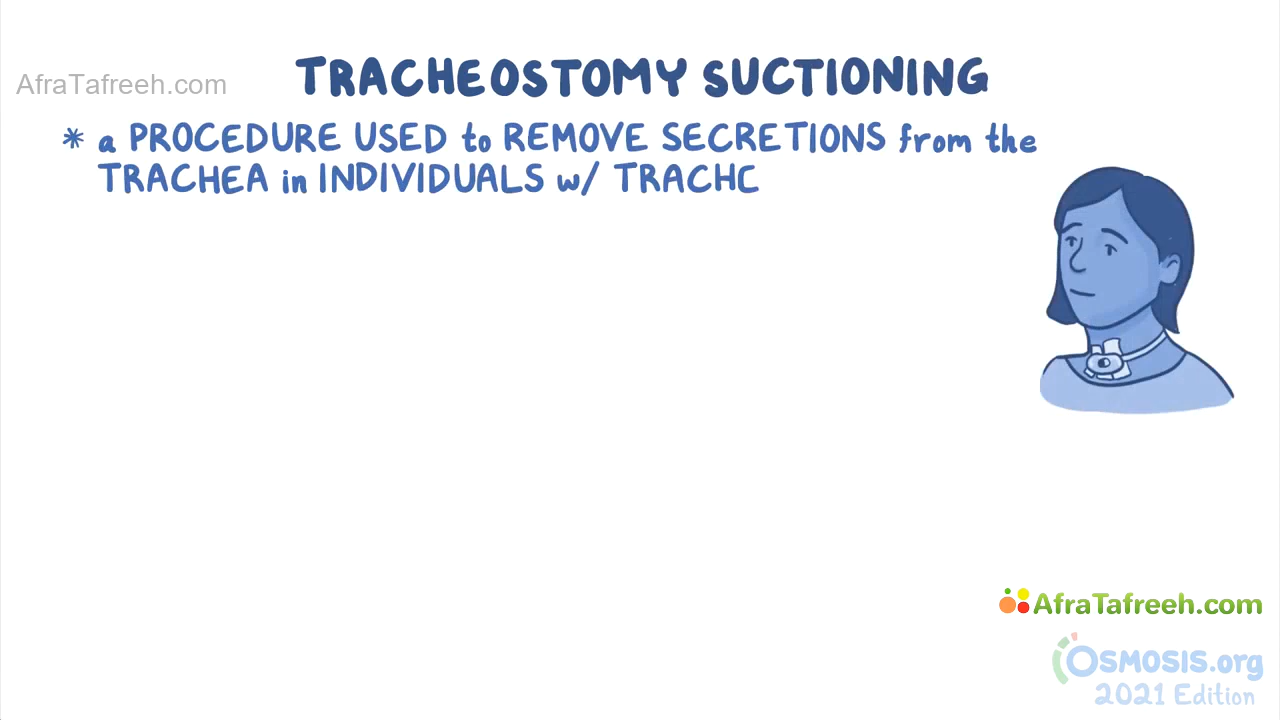 AfraTafreeh.com
TRACHEOSTOMY SUCTIONING
* a PROCEDURE USED to REMOVE SECRETIONS from the
TRACHEA in INDIVIDUALS w/ TRACHC
AfraTafreeh.com
OSMOSIS.org
2021 Edition